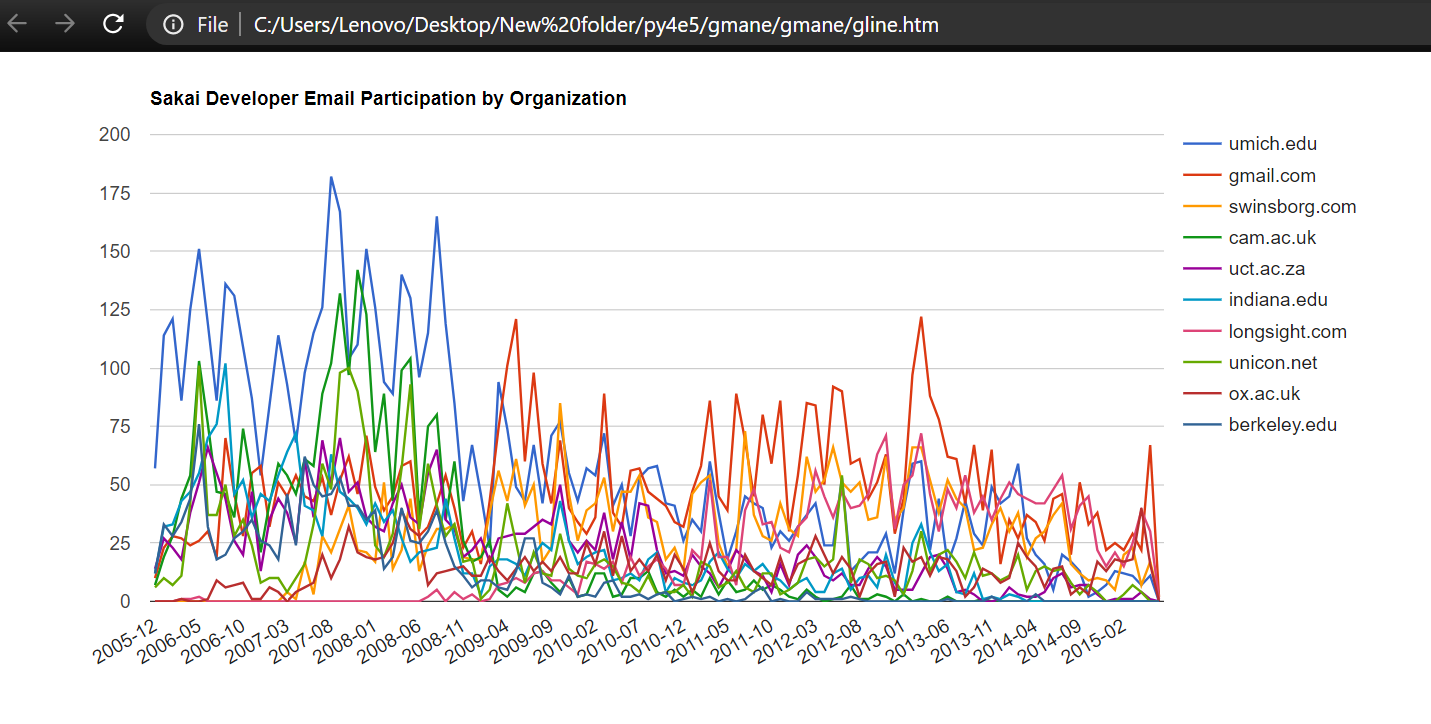 File C:/Users/Lenovo/Desktop/New%20folder/py4e5/gmane/gmane/gline.htm
Sakai Developer Email Participation by Organization
200
175
150
125
100
75
50
25
0
2005-12 2006-05 2006-10 2007-03 2007-08 2008-01 2008-06 2008-11 2009-04 2009-09 2010-02 2010-07 2010-12 2011-05 2011-10 2012-03 2012-08 2013-01 2013-06 2013-11 2014-04 2014-09 2015-02
umich.edu
gmail.com
swinsborg.com
cam.ac.uk
uct.ac.za
indiana.edu
longsight.com
unicon.net
ox.ac.uk
berkeley.edu